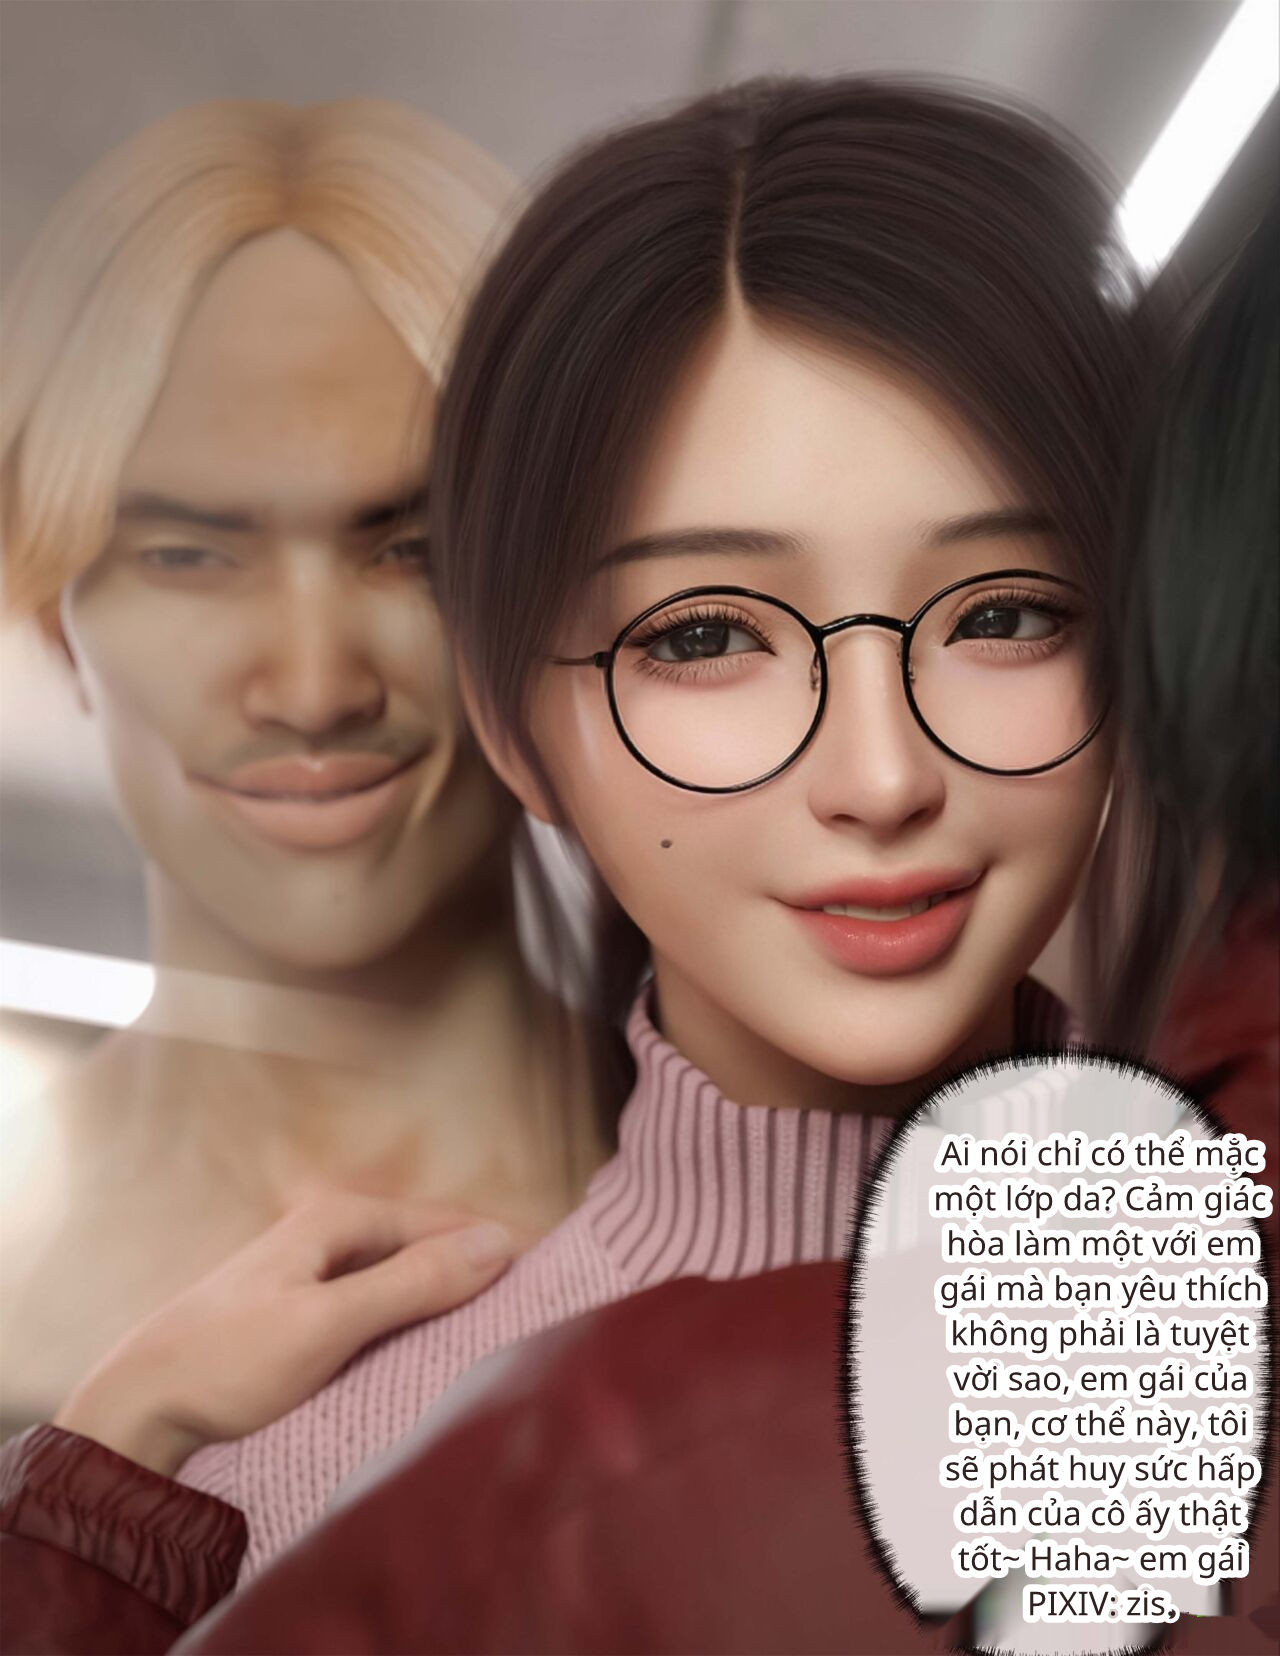 Ai nói chỉ có thể mặc
một lớp da? Cảm giác
hòa làm một với em
gái mà bạn yêu thích
không phải là tuyệt
vời sao, em gái của
bạn, cơ thể này, tôi
sẽ phát huy sức hấp
dẫn của cô ấy thật
tốt~ Haha~ em gái
PIXIV: zis.